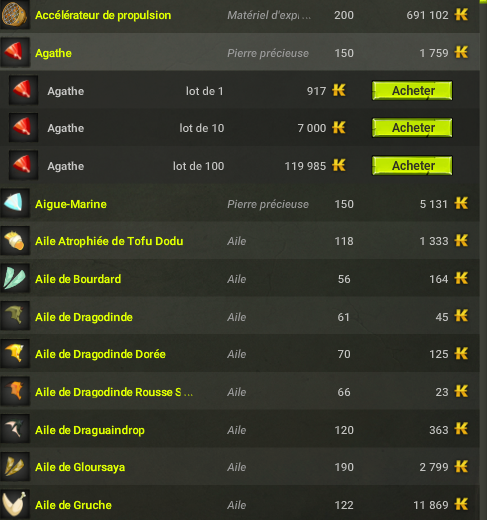 Accélérateur de propulsion Matériel d'expl ... 200 691 102
Agathe Pierre précieuse 150 1 759
Agathe lot de 1 917 Acheter
Agathe lot de 10 7 000 Acheter
Agathe lot de 100 119 985 Acheter
Aigue-Marine Pierre précieuse 150 5 131
Aile Atrophiée de Tofu Dodu Aile 118 1 333
Aile de Bourdard Aile 56 164
Aile de Dragodinde Aile 61 45
Aile de Dragodinde Dorée Aile 70 125
Aile de Dragodinde Rousse S ... Aile 66 23
Aile de Draguaindrop Aile 120 363
Aile de Gloursaya Aile 190 2 799
Aile de Gruche Aile 122 11 869